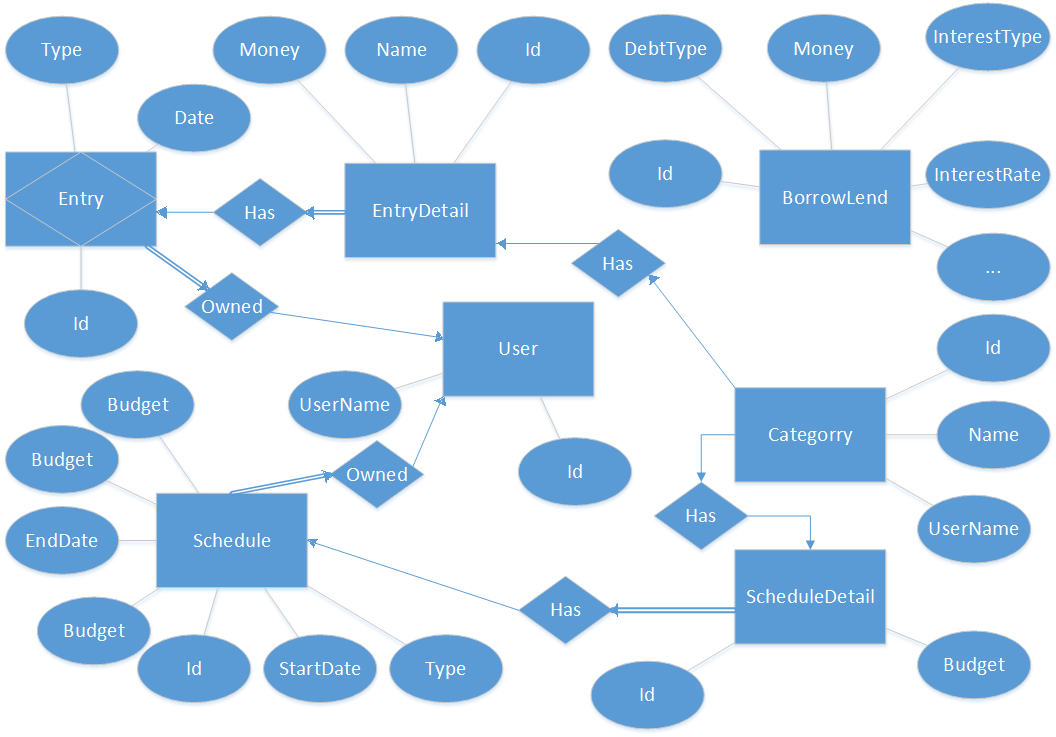 Type
Money
Name
Id
DebtType
Money
InterestType
Date
Id
InterestRate
Entry
Has
EntryDetail
BorrowLend
Has
...
Id
Owned
User
Id
Budget
UserName
Categorry
Name
Budget
Owned
Id
Has
UserName
EndDate
Schedule
ScheduleDetail
Has
Budget
Id
StartDate
Type
Id
Budget